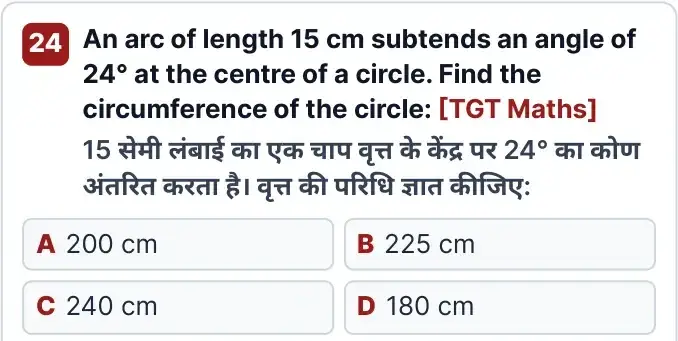 24 An arc of length 15 cm subtends an angle of
24° at the centre of a circle. Find the
circumference of the circle: [TGT Maths]
15 सेमी लंबाई का एक चाप वृत्त के केंद्र पर 24° का कोण
अंतरित करता है। वृत्त की परिधि ज्ञात कीजिए:
A 200 cm
B 225 cm
C 240 cm
D 180 cm